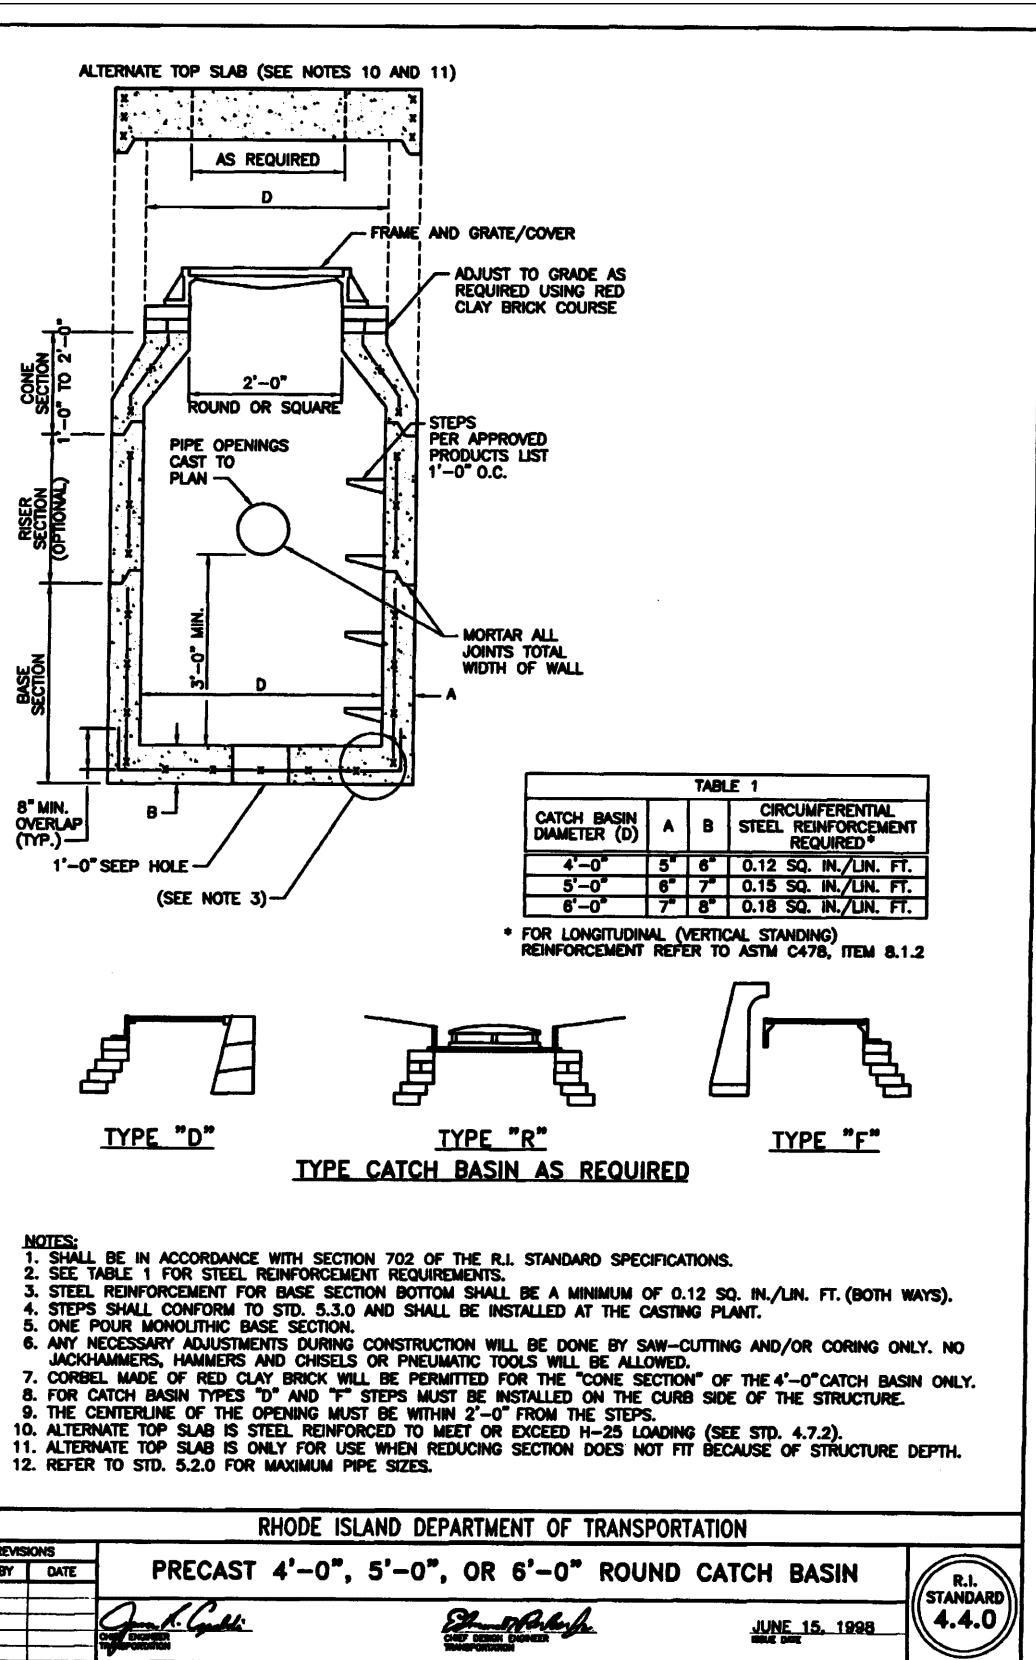 ALTERNATE TOP SLAB (SEE NOTES 10 AND 11)
AS REQUIRED
D
FRAME AND GRATE/COVER
ADJUST TO GRADE AS
REQUIRED USING RED
CLAY BRICK COURSE
CONE
SECTION
1'-0" TO 2'-0"
2'-0"
ROUND OR SQUARE
STEPS
PER APPROVED
PRODUCTS LIST
1'-0" O.C.
PIPE OPENINGS
CAST TO
PLAN
RISER
SECTION
(OPTIONAL)
3'-0" MIN.
MORTAR ALL
JOINTS TOTAL
WIDTH OF WALL
BASE
SECTION
D
A
8" MIN.
OVERLAP
(TYP.)
B
1'-0" SEEP HOLE
(SEE NOTE 3)
TABLE 1
CATCH BASIN
DIAMETER (D)
A
B
CIRCUMFERENTIAL
STEEL REINFORCEMENT
REQUIRED*
4'-0" 5" 6" 0.12 SQ. IN./LIN. FT.
5'-0" 6" 7" 0.15 SQ. IN./LIN. FT.
6'-0" 7" 8" 0.18 SQ. IN./LIN. FT.
* FOR LONGITUDINAL (VERTICAL STANDING)
REINFORCEMENT REFER TO ASTM C478, ITEM 8.1.2
TYPE "D"
TYPE "R"
TYPE "F"
TYPE CATCH BASIN AS REQUIRED
NOTES:
1. SHALL BE IN ACCORDANCE WITH SECTION 702 OF THE R.I. STANDARD SPECIFICATIONS.
2. SEE TABLE 1 FOR STEEL REINFORCEMENT REQUIREMENTS.
3. STEEL REINFORCEMENT FOR BASE SECTION BOTTOM SHALL BE A MINIMUM OF 0.12 SQ. IN./LIN. FT. (BOTH WAYS).
4. STEPS SHALL CONFORM TO STD. 5.3.0 AND SHALL BE INSTALLED AT THE CASTING PLANT.
5. ONE POUR MONOLITHIC BASE SECTION.
6. ANY NECESSARY ADJUSTMENTS DURING CONSTRUCTION WILL BE DONE BY SAW-CUTTING AND/OR CORING ONLY. NO
JACKHAMMERS, HAMMERS AND CHISELS OR PNEUMATIC TOOLS WILL BE ALLOWED.
7. CORBEL MADE OF RED CLAY BRICK WILL BE PERMITTED FOR THE "CONE SECTION" OF THE 4'-0" CATCH BASIN ONLY.
8. FOR CATCH BASIN TYPES "D" AND "F" STEPS MUST BE INSTALLED ON THE CURB SIDE OF THE STRUCTURE.
9. THE CENTERLINE OF THE OPENING MUST BE WITHIN 2'-0" FROM THE STEPS.
10. ALTERNATE TOP SLAB IS STEEL REINFORCED TO MEET OR EXCEED H-25 LOADING (SEE STD. 4.7.2).
11. ALTERNATE TOP SLAB IS ONLY FOR USE WHEN REDUCING SECTION DOES NOT FIT BECAUSE OF STRUCTURE DEPTH.
12. REFER TO STD. 5.2.0 FOR MAXIMUM PIPE SIZES.
RHODE ISLAND DEPARTMENT OF TRANSPORTATION
REVISIONS
BY DATE
PRECAST 4'-0", 5'-0", OR 6'-0" ROUND CATCH BASIN
R.I.
STANDARD
4.4.0
CHIEF ENGINEER
TRANSPORTATION
CHIEF DESIGN ENGINEER
TRANSPORTATION
JUNE 15, 1998
ISSUE DATE